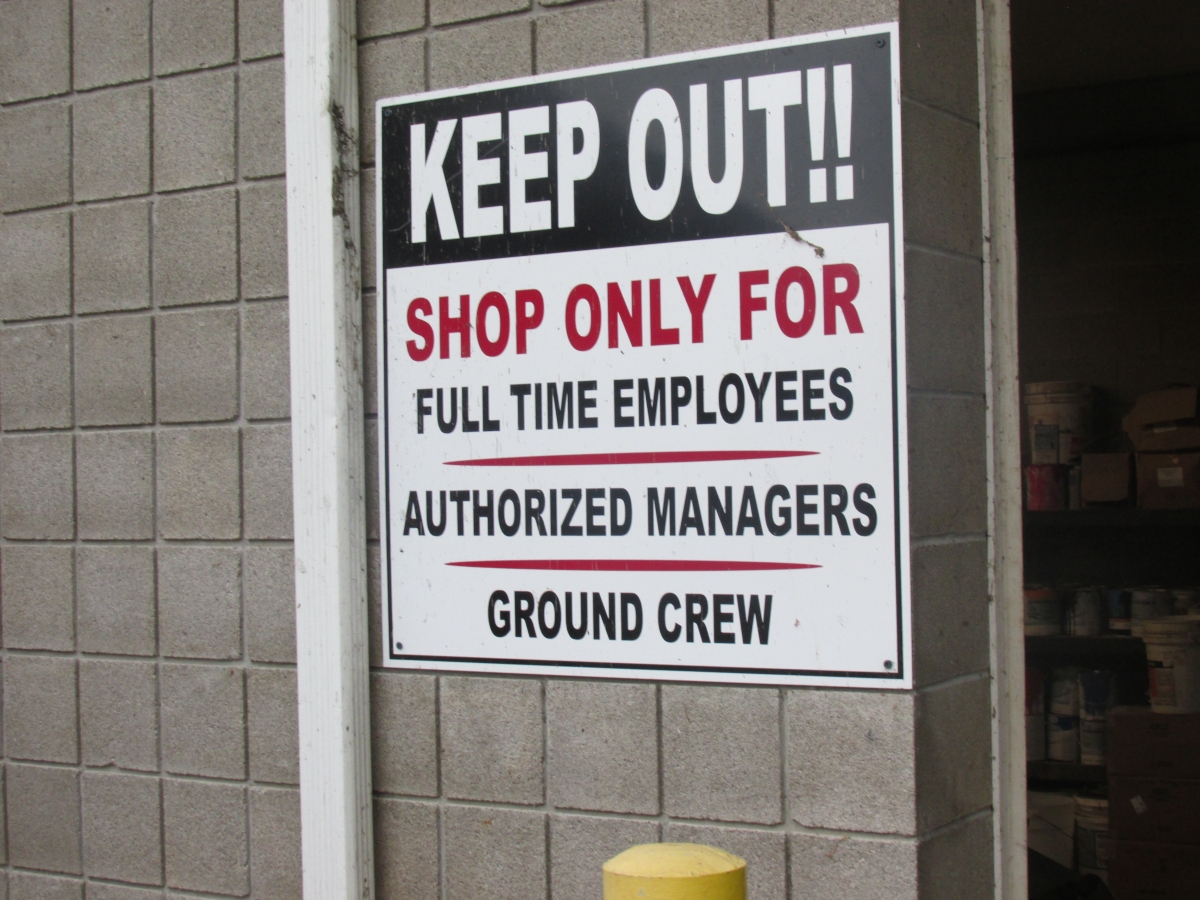 KEEP OUT!!
SHOP ONLY FOR
FULL TIME EMPLOYEES
AUTHORIZED MANAGERS
GROUND CREW